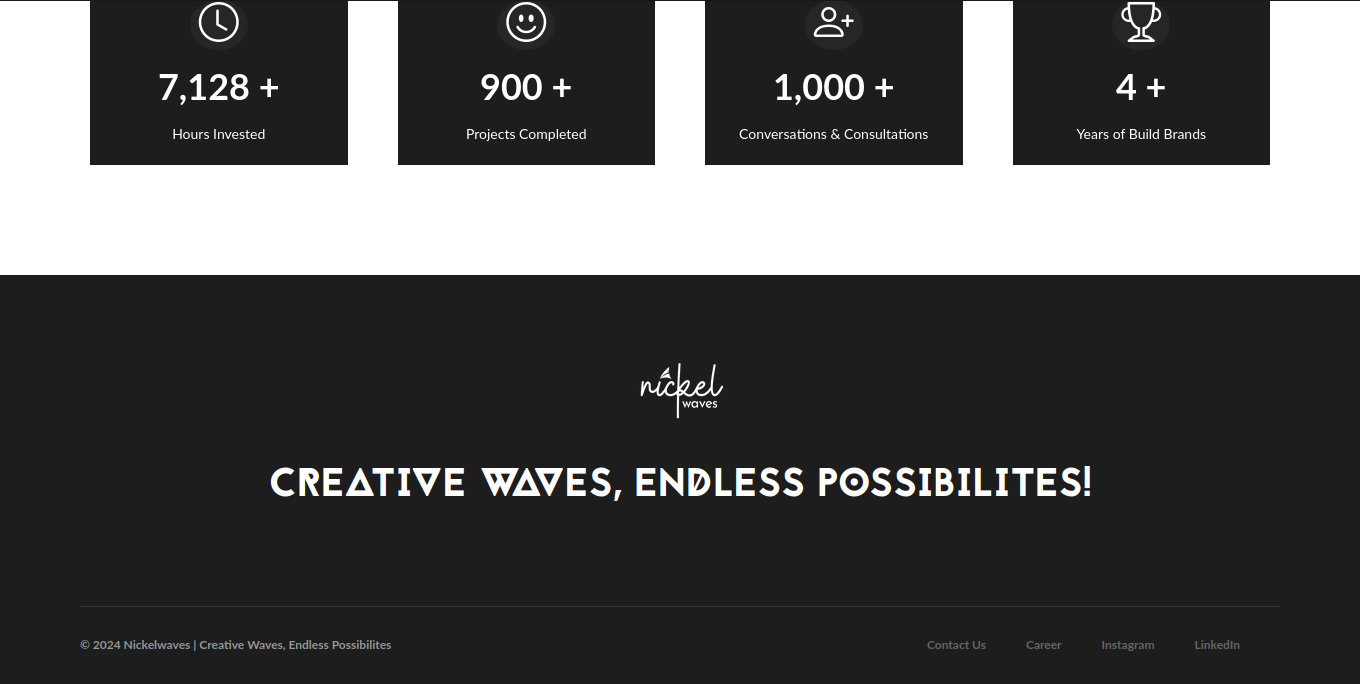 7,128 +
900 +
1,000 +
4 +
Hours Invested
Projects Completed
Conversations & Consultations
Years of Build Brands
nickel
waves
CREATIVE WAVES, ENDLESS POSSIBILITES!
© 2024 Nickelwaves | Creative Waves, Endless Possibilites
Contact Us
Career
Instagram
LinkedIn